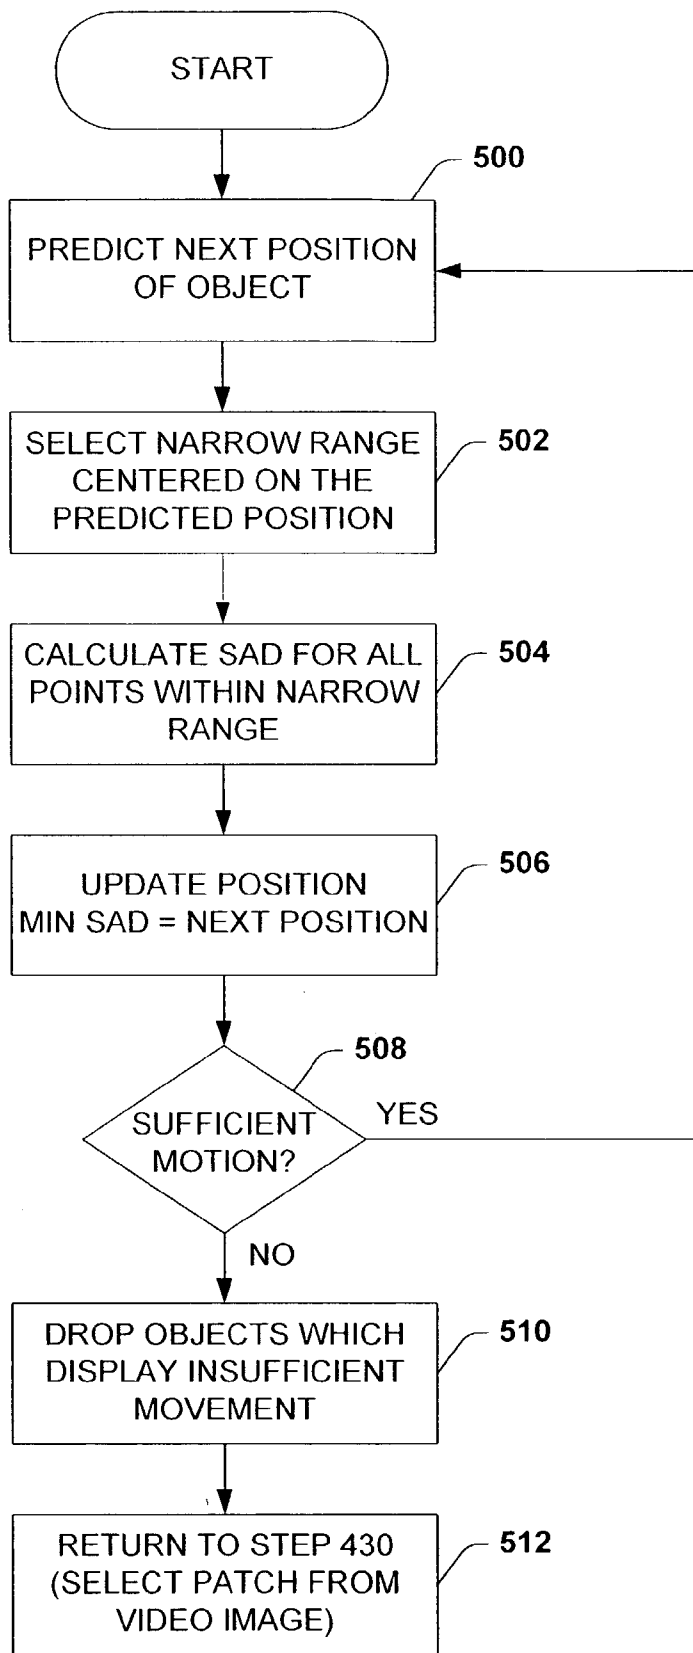 START
500
PREDICT NEXT POSITION
OF OBJECT
SELECT NARROW RANGE
CENTERED ON THE
PREDICTED POSITION
502
CALCULATE SAD FOR ALL
POINTS WITHIN NARROW
RANGE
504
UPDATE POSITION
MIN SAD = NEXT POSITION
506
508
SUFFICIENT
MOTION?
YES
NO
DROP OBJECTS WHICH
DISPLAY INSUFFICIENT
MOVEMENT
510
RETURN TO STEP 430
(SELECT PATCH FROM
VIDEO IMAGE)
512